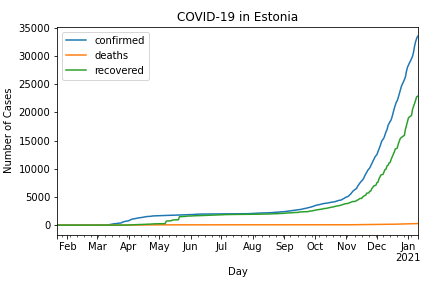 COVID-19 in Estonia
confirmed
deaths
recovered
Number of Cases
35000
30000
25000
20000
15000
10000
5000
0
Feb Mar Apr May Jun Jul Aug Sep Oct Nov Dec Jan
2021
Day